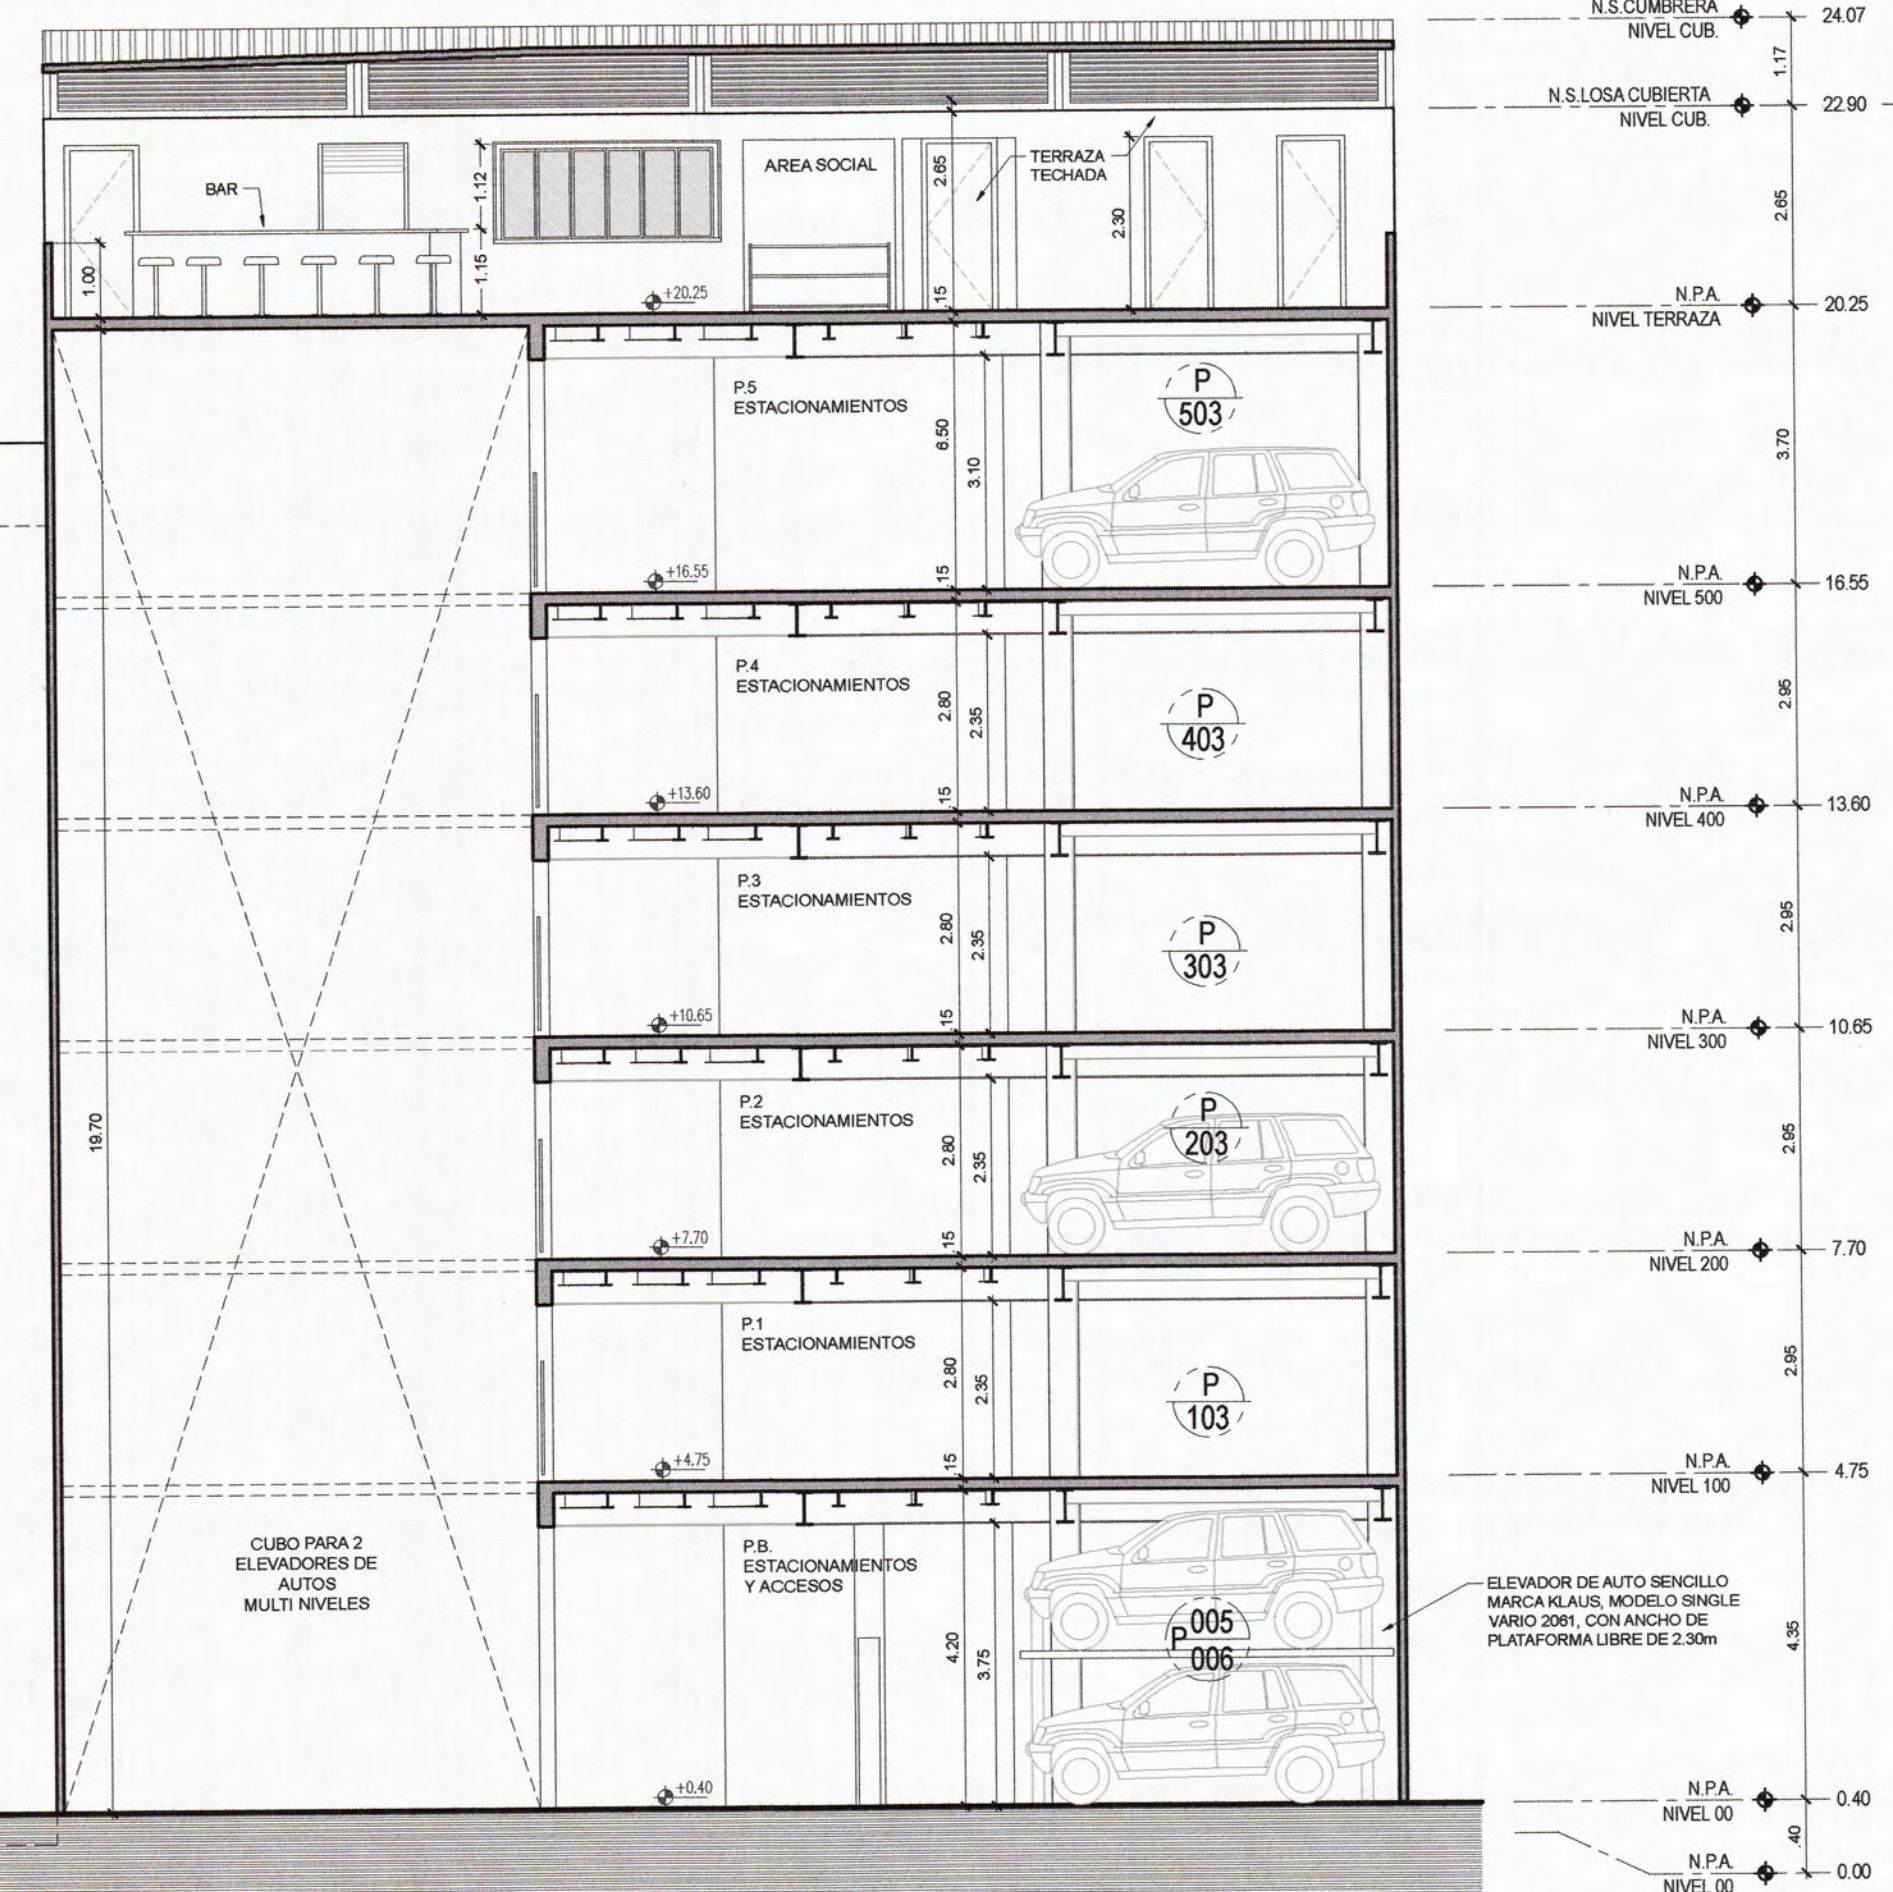 N.S.CUMBRERA
NIVEL CUB.
24.07
1.17
N.S.LOSA CUBIERTA
NIVEL CUB.
22.90
2.65
BAR
1.12
1.15
1.00
AREA SOCIAL
2.65
.15
TERRAZA
TECHADA
2.30
+20.25
N.P.A.
NIVEL TERRAZA
20.25
3.70
P.5
ESTACIONAMIENTOS
6.50
3.10
.15
P
503
+16.55
N.P.A.
NIVEL 500
16.55
2.95
P.4
ESTACIONAMIENTOS
2.80
2.35
.15
P
403
+13.60
N.P.A.
NIVEL 400
13.60
2.95
P.3
ESTACIONAMIENTOS
2.80
2.35
.15
P
303
+10.65
N.P.A.
NIVEL 300
10.65
2.95
19.70
P.2
ESTACIONAMIENTOS
2.80
2.35
.15
P
203
+7.70
N.P.A.
NIVEL 200
7.70
2.95
P.1
ESTACIONAMIENTOS
2.80
2.35
.15
P
103
+4.75
N.P.A.
NIVEL 100
4.75
4.35
CUBO PARA 2
ELEVADORES DE
AUTOS
MULTI NIVELES
P.B.
ESTACIONAMIENTOS
Y ACCESOS
4.20
3.75
005
P
006
ELEVADOR DE AUTO SENCILLO
MARCA KLAUS, MODELO SINGLE
VARIO 2061, CON ANCHO DE
PLATAFORMA LIBRE DE 2.30m
+0.40
N.P.A.
NIVEL 00
0.40
.40
N.P.A.
NIVEL 00
0.00